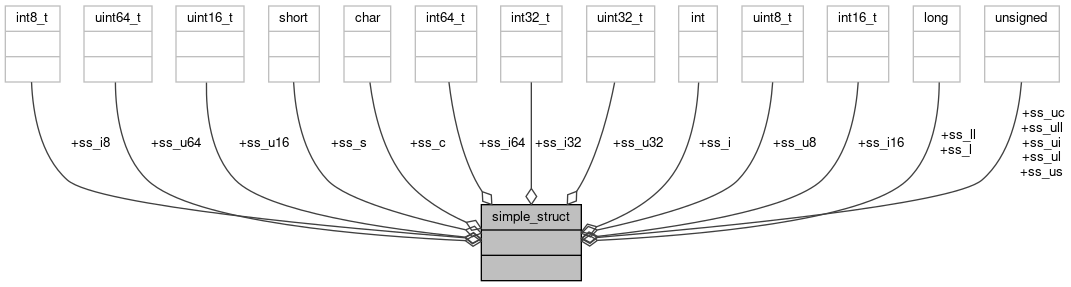 int8_t
uint64_t
uint16_t
short
char
int64_t
int32_t
uint32_t
int
uint8_t
int16_t
long
unsigned
+ss_i8
+ss_u64
+ss_u16
+ss_s
+ss_c
+ss_i64
+ss_i32
+ss_u32
+ss_i
+ss_u8
+ss_i16
+ss_ll
+ss_l
+ss_uc
+ss_ull
+ss_ui
+ss_ul
+ss_us
simple_struct